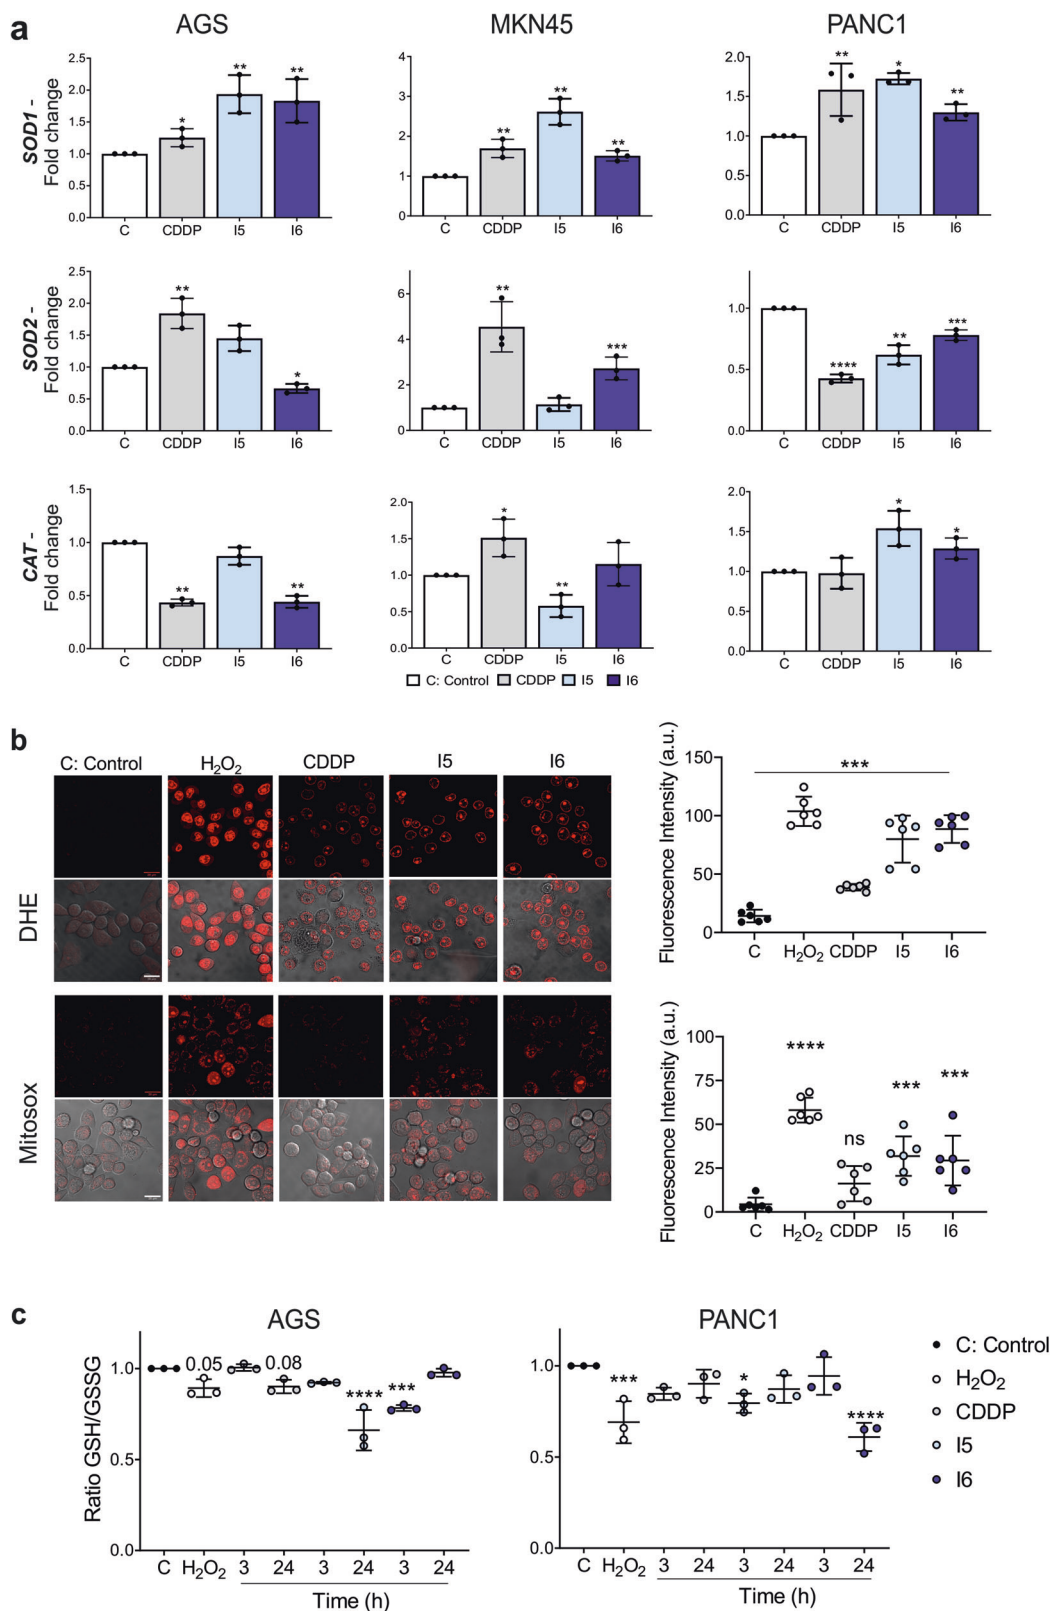 a
AGS
MKN45
PANC1
SOD1 -
Fold change
2.5
2.0
1.5
1.0
0.5
0.0
*
**
**
C
CDDP
I5
I6
4
3
2
1
0
**
**
**
C
CDDP
I5
I6
2.0
1.5
1.0
0.5
0.0
**
*
**
C
CDDP
I5
I6
SOD2 -
Fold change
2.5
2.0
1.5
1.0
0.5
0.0
**
*
C
CDDP
I5
I6
6
4
2
0
**
***
C
CDDP
I5
I6
1.0
0.5
0.0
****
**
***
C
CDDP
I5
I6
CAT -
Fold change
1.5
1.0
0.5
0.0
**
**
C
CDDP
I5
I6
2.0
1.5
1.0
0.5
0.0
*
**
C
CDDP
I5
I6
2.0
1.5
1.0
0.5
0.0
*
*
C
CDDP
I5
I6
C: Control CDDP I5 I6
b
C: Control H₂O₂ CDDP I5 I6
DHE
Mitosox
Fluorescence Intensity (a.u.)
150
100
50
0
***
C H₂O₂ CDDP I5 I6
Fluorescence Intensity (a.u.)
100
75
50
25
0
****
ns
***
***
C H₂O₂ CDDP I5 I6
c
AGS
Ratio GSH/GSSG
1.0
0.5
0.0
0.05
0.08
****
***
C H₂O₂ 3 24 3 24 3 24
Time (h)
PANC1
1.0
0.5
0.0
***
*
****
C H₂O₂ 3 24 3 24 3 24
Time (h)
C: Control
H₂O₂
CDDP
I5
I6